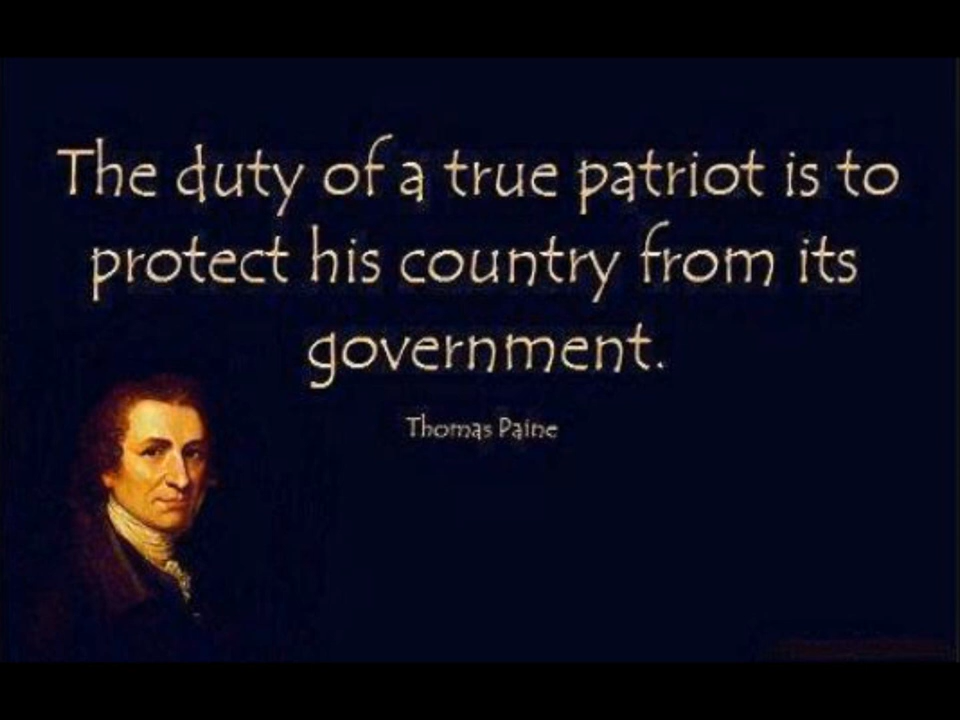 The duty of a true patriot is to
protect his country from its
government.
Thomas Paine